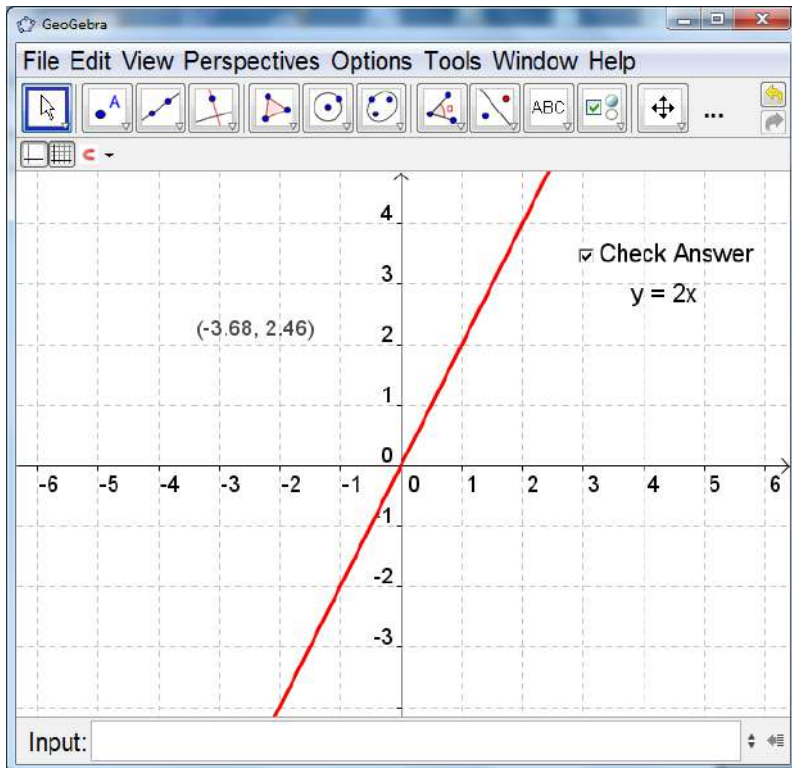 GeoGebra
File Edit View Perspectives Options Tools Window Help
A ABC ...
4
Check Answer
3
y = 2x
(-3.68, 2.46)
2
1
0
-6 -5 -4 -3 -2 -1 0 1 2 3 4 5 6
-1
-2
-3
Input: